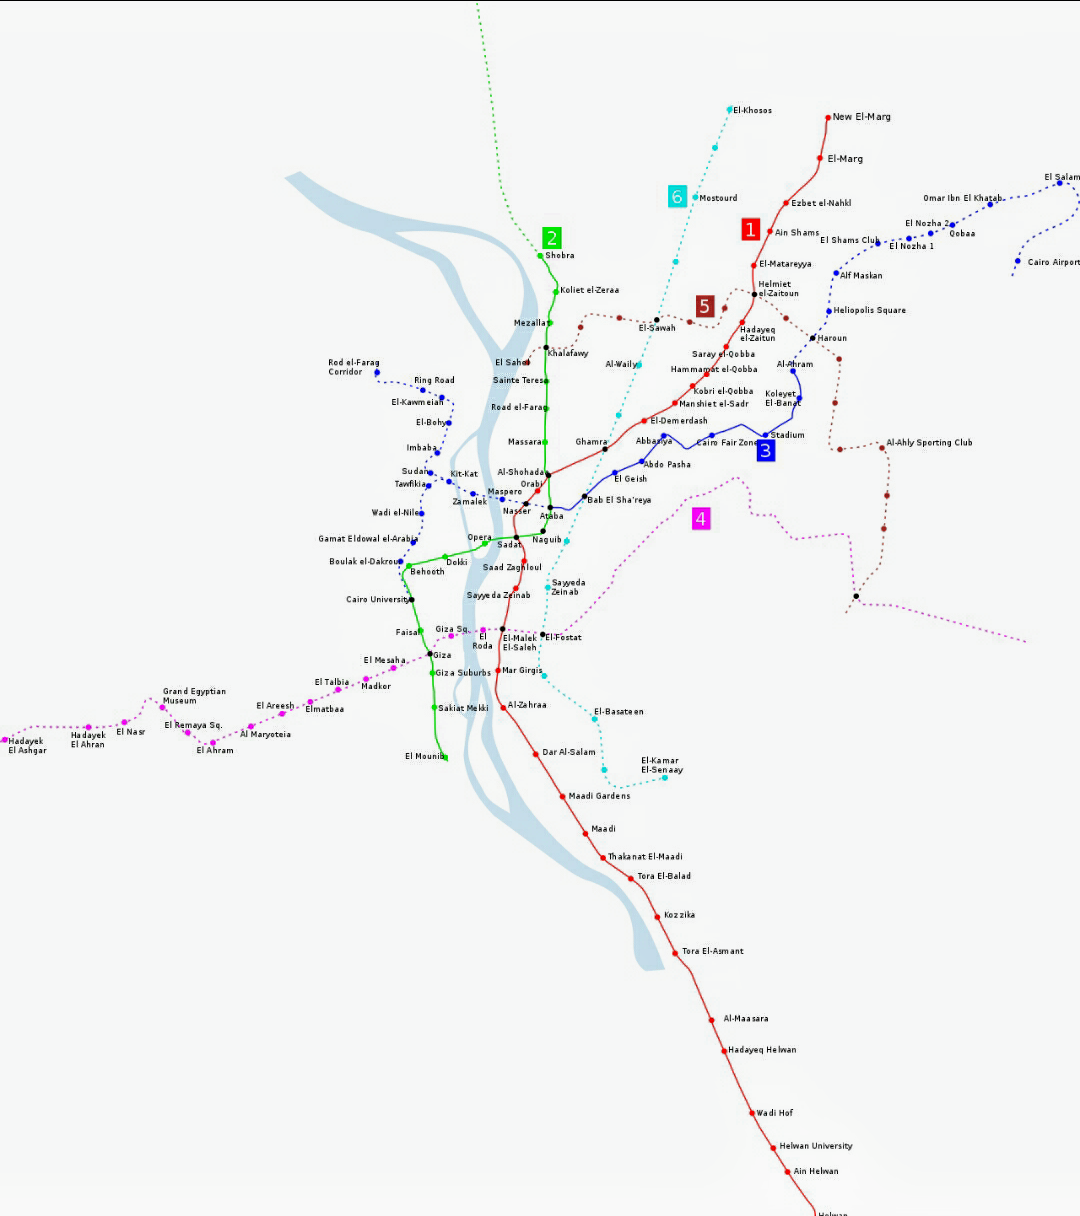 El-Khosos
New El-Marg
El-Marg
El Salam
6
Mostourd
Omar Ibn El Khatab
Ezbet el-Nahkl
El Nozha 2
1
Ain Shams
Qobaa
2
El Shams Club
El Nozha 1
Shobra
El-Matareyya
Cairo Airport
Alf Maskan
Koliet el-Zeraa
Helmiet
el-Zaitoun
5
Heliopolis Square
Mezallat
El-Sawah
Hadayeq
el-Zaitun
Haroun
Khalafawy
Saray el-Qobba
El Sahel
Rod el-Farag
Corridor
Al-Waily
Al-Ahram
Hammamat el-Qobba
Ring Road
Sainte Teresa
Kobri el-Qobba
Koleyet
El-Banat
El-Kawmeian
Manshiet el-Sadr
Road el-Farag
El-Bohy
El-Demerdash
Stadium
Massara
Ghamra
Abbasiya
Cairo Fair Zone
Al-Ahly Sporting Club
Imbaba
3
Sudan
Kit-Kat
Al-Shohadaa
Abdo Pasha
Tawfikia
Orabi
El Geish
Maspero
Zamalek
Bab El Sha'reya
Wadi el-Nile
Nasser
Ataba
4
Gamat Eldowal el-Arabia
Opera
Sadat
Naguib
Boulak el-Dakrou
Dokki
Saad Zaghloul
Behooth
Sayyeda
Zeinab
Cairo University
Sayyeda Zeinab
Faisal
Giza Sq.
El
Roda
El-Malek
El-Saleh
El-Fostat
Giza
El Mesaha
Giza Suburbs
Mar Girgis
El Talbia
Madkor
Grand Egyptian
Museum
El Areesh
Elmatbaa
Sakiat Mekki
Al-Zahraa
El-Basateen
El Remaya Sq.
Al Maryoteia
El Nasr
Hadayek
El Ahran
Hadayek
El Ashgar
El Ahram
El Mounib
Dar Al-Salam
El-Kamar
El-Senaay
Maadi Gardens
Maadi
Thakanat El-Maadi
Tora El-Balad
Kozzika
Tora El-Asmant
Al-Maasara
Hadayeq Helwan
Wadi Hof
Helwan University
Ain Helwan
Helwan